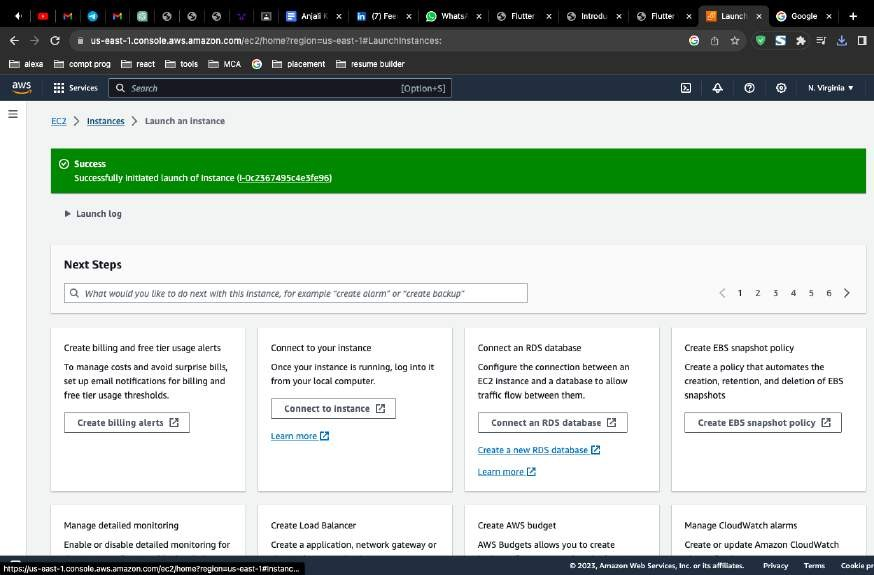 Anjali K
(7) Fee
WhatsA
Flutter
Introdu
Flutter
Launch
Google
us-east-1.console.aws.amazon.com/ec2/home?region=us-east-1#LaunchInstances:
alexa
compt prog
react
tools
MCA
placement
resume builder
aws
Services
Search
[Option+S]
N. Virginia
EC2 > Instances > Launch an instance
Success
Successfully initiated launch of instance (i-0c2367495c4e3fe96)
Launch log
Next Steps
What would you like to do next with this instance, for example "create alarm" or "create backup"
1 2 3 4 5 6
Create billing and free tier usage alerts
To manage costs and avoid surprise bills,
set up email notifications for billing and
free tier usage thresholds.
Create billing alerts
Connect to your instance
Once your instance is running, log into it
from your local computer.
Connect to instance
Learn more
Connect an RDS database
Configure the connection between an
EC2 instance and a database to allow
traffic flow between them.
Connect an RDS database
Create a new RDS database
Learn more
Create EBS snapshot policy
Create a policy that automates the
creation, retention, and deletion of EBS
snapshots
Create EBS snapshot policy
Manage detailed monitoring
Enable or disable detailed monitoring for
Create Load Balancer
Create a application, network gateway or
Create AWS budget
AWS Budgets allows you to create
Manage CloudWatch alarms
Create or update Amazon CloudWatch
https://us-east-1.console.aws.amazon.com/ec2/home?region=us-east-1#Instanc...
© 2023, Amazon Web Services, Inc. or its affiliates.
Privacy
Terms
Cookie pr